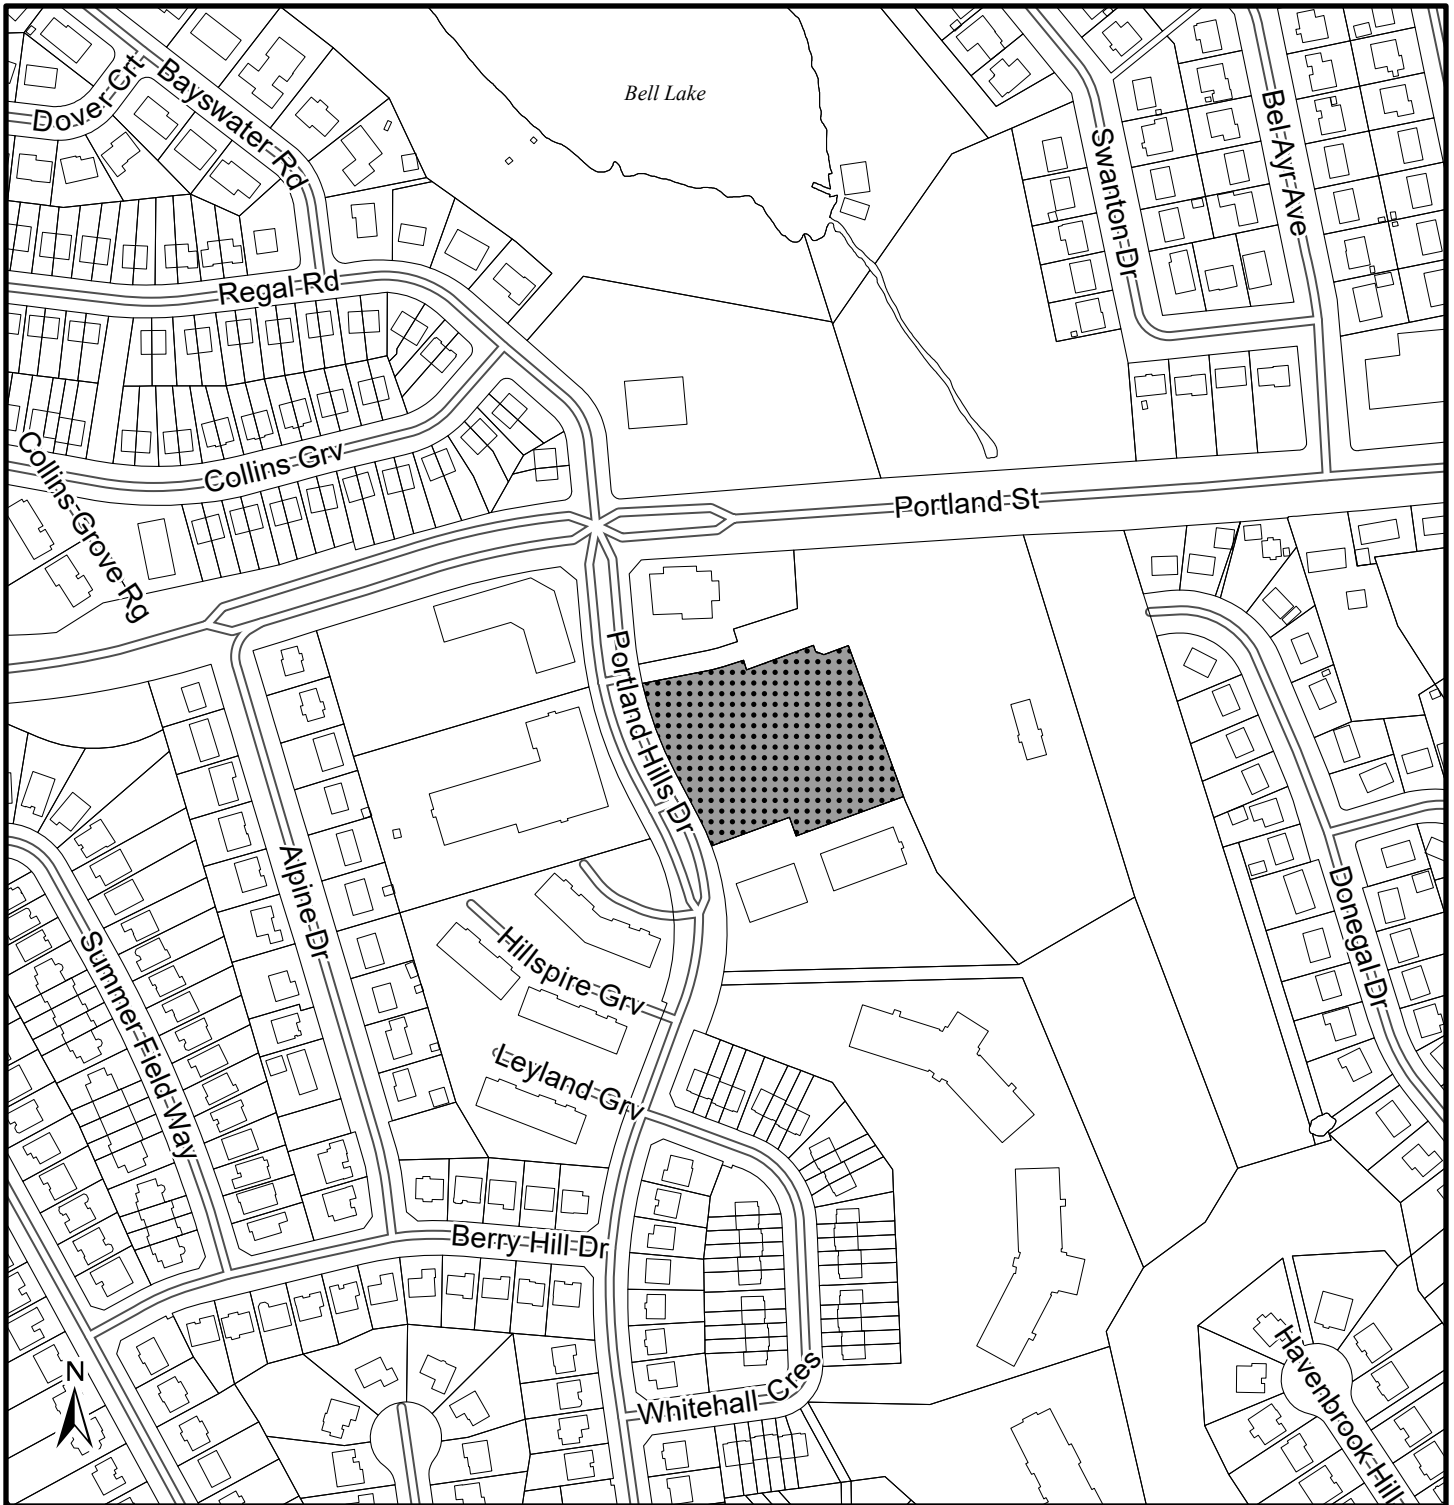 Bell Lake
Dover Crt
Bayswater Rd
Swanton Dr
Bel-Ayr Ave
Regal Rd
Collins Grv
Collins Grove Rg
Portland St
Portland Hills Dr
Alpine Dr
Summer Field Way
Hillspire Grv
Leyland Grv
Donegal Dr
Berry Hill Dr
Whitehall Cres
Havenbrook Hill
N